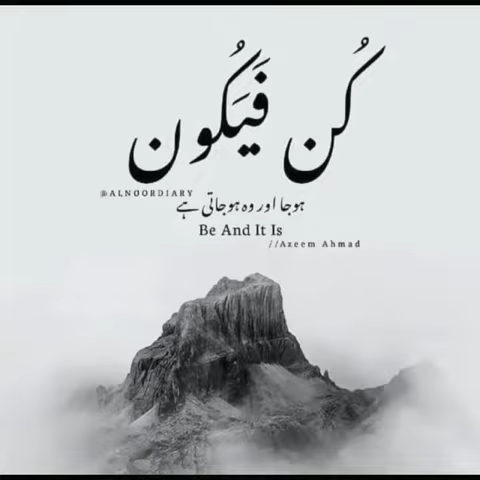 كُن فَيَكُون
@ALNOORDIARY
ہوجا اور وہ ہوجاتی ہے
Be And It Is
//Azeem Ahmad